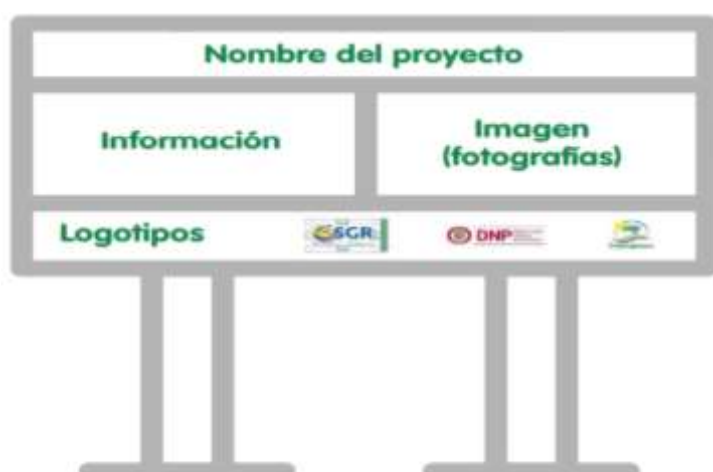 Nombre del proyecto
Información
Imagen
(fotografías)
Logotipos
SGR
DNP